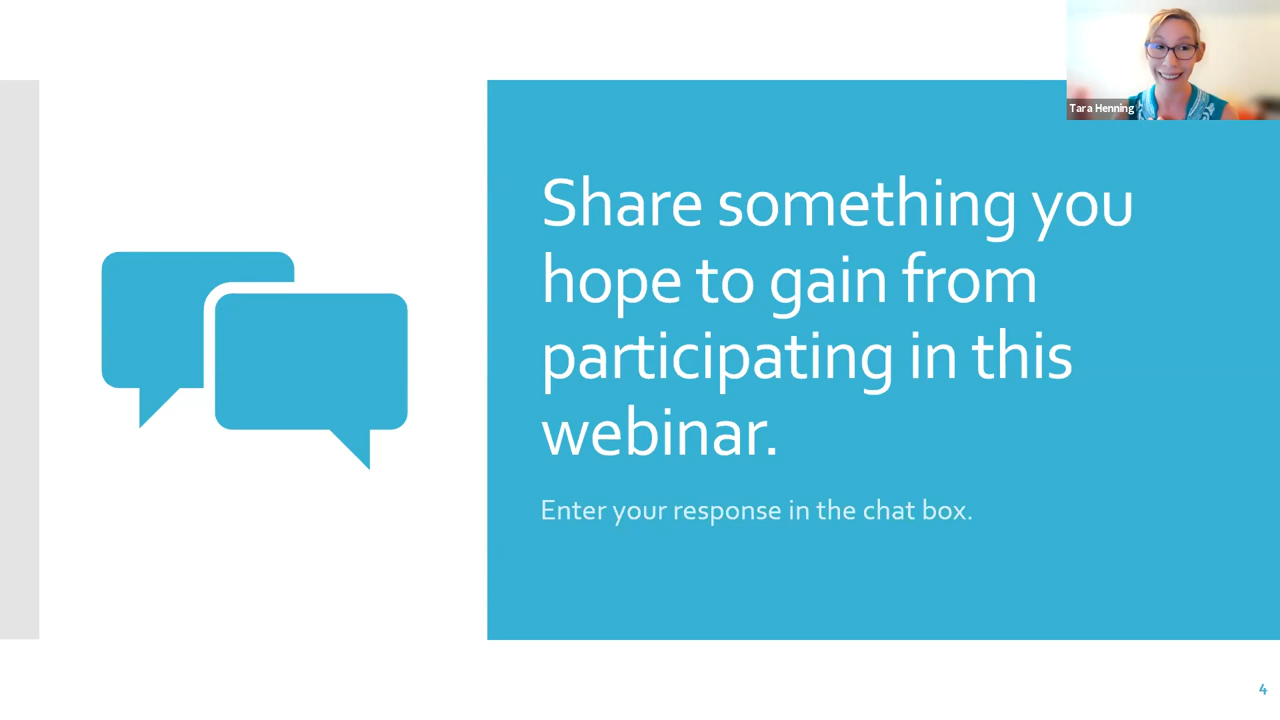 Tara Henning
Share something you
hope to gain from
participating in this
webinar.
Enter your response in the chat box.
4